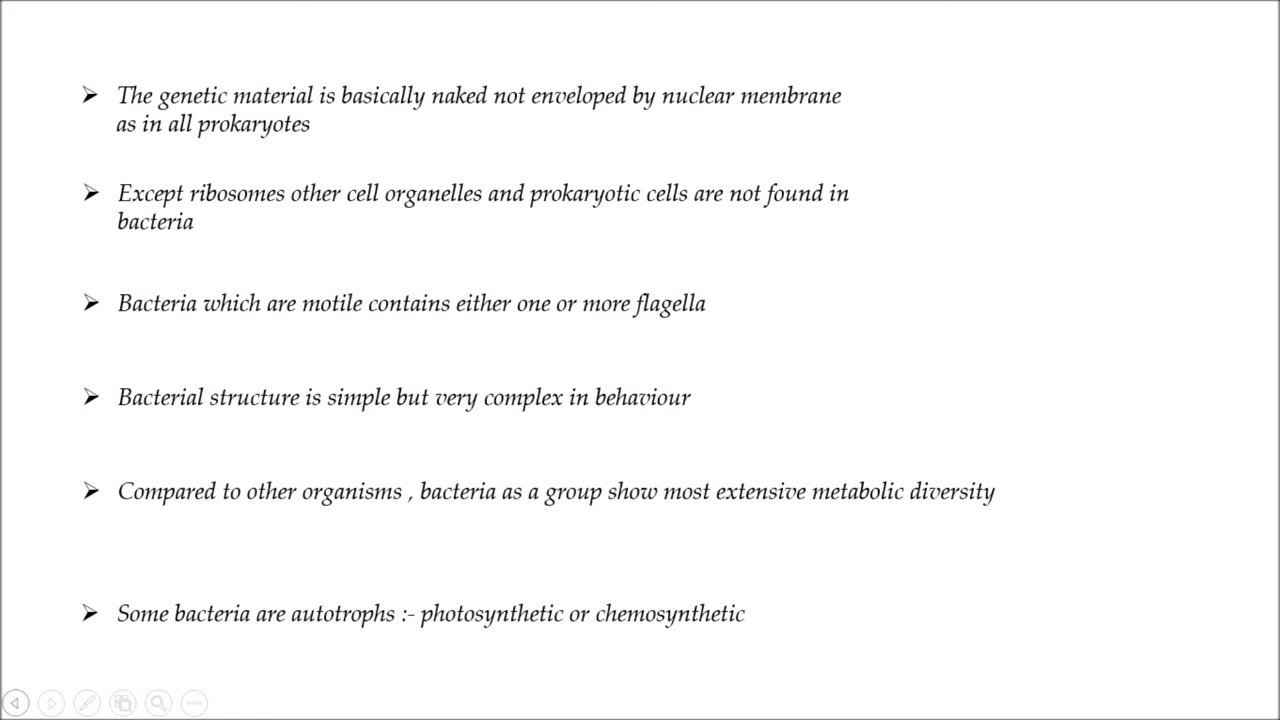 The genetic material is basically naked not enveloped by nuclear membrane
as in all prokaryotes
Except ribosomes other cell organelles and prokaryotic cells are not found in
bacteria
Bacteria which are motile contains either one or more flagella
Bacterial structure is simple but very complex in behaviour
Compared to other organisms , bacteria as a group show most extensive metabolic diversity
Some bacteria are autotrophs :- photosynthetic or chemosynthetic